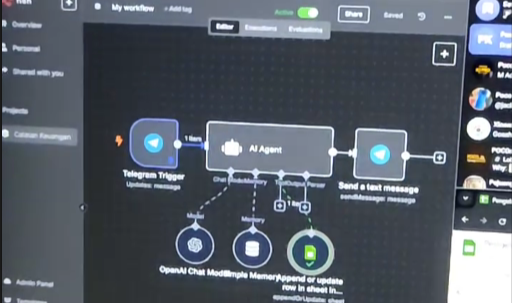 My workflow
+ Add tag
Active
Share
Saved
Editor
Executions
Evaluations
Overview
Personal
Shared with you
Projects
Catatan Keuangan
1 item
AI Agent
Telegram Trigger
Updates: message
Chat Model
Memory
Tool
Output Parser
Send a text message
sendMessage: message
Model
Memory
OpenAI Chat Model
Simple Memory
Append or update
row in sheet in...
appendOrUpdate: sheet
Admin Panel